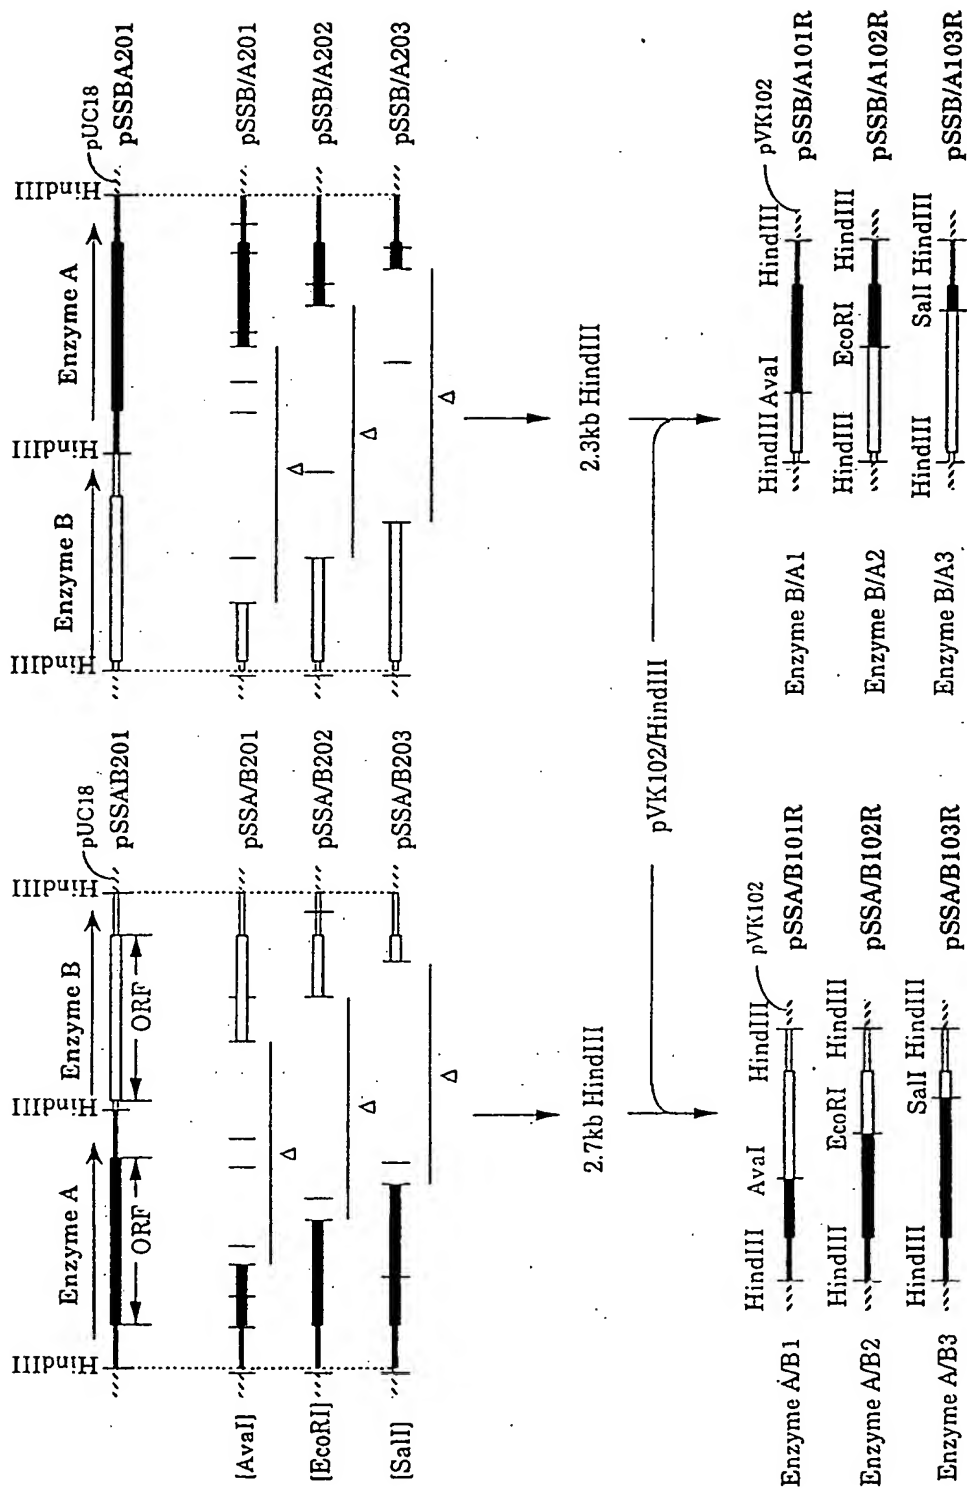 HindIII
Enzyme A
ORF
HindIII
Enzyme B
ORF
HindIII
pUC18
pSSAB201
[AvaI]
pSSA/B201
Δ
[EcoRI]
pSSA/B202
Δ
[SalI]
pSSA/B203
Δ
HindIII
Enzyme B
HindIII
Enzyme A
HindIII
pUC18
pSSBA201
pSSB/A201
Δ
pSSB/A202
Δ
pSSB/A203
Δ
2.7kb HindIII
2.3kb HindIII
pVK102/HindIII
pVK102
HindIII AvaI HindIII
Enzyme A/B1
pSSA/B101R
HindIII EcoRI HindIII
Enzyme A/B2
pSSA/B102R
HindIII SalI HindIII
Enzyme A/B3
pSSA/B103R
pVK102
HindIII AvaI HindIII
Enzyme B/A1
pSSB/A101R
HindIII EcoRI HindIII
Enzyme B/A2
pSSB/A102R
HindIII SalI HindIII
Enzyme B/A3
pSSB/A103R